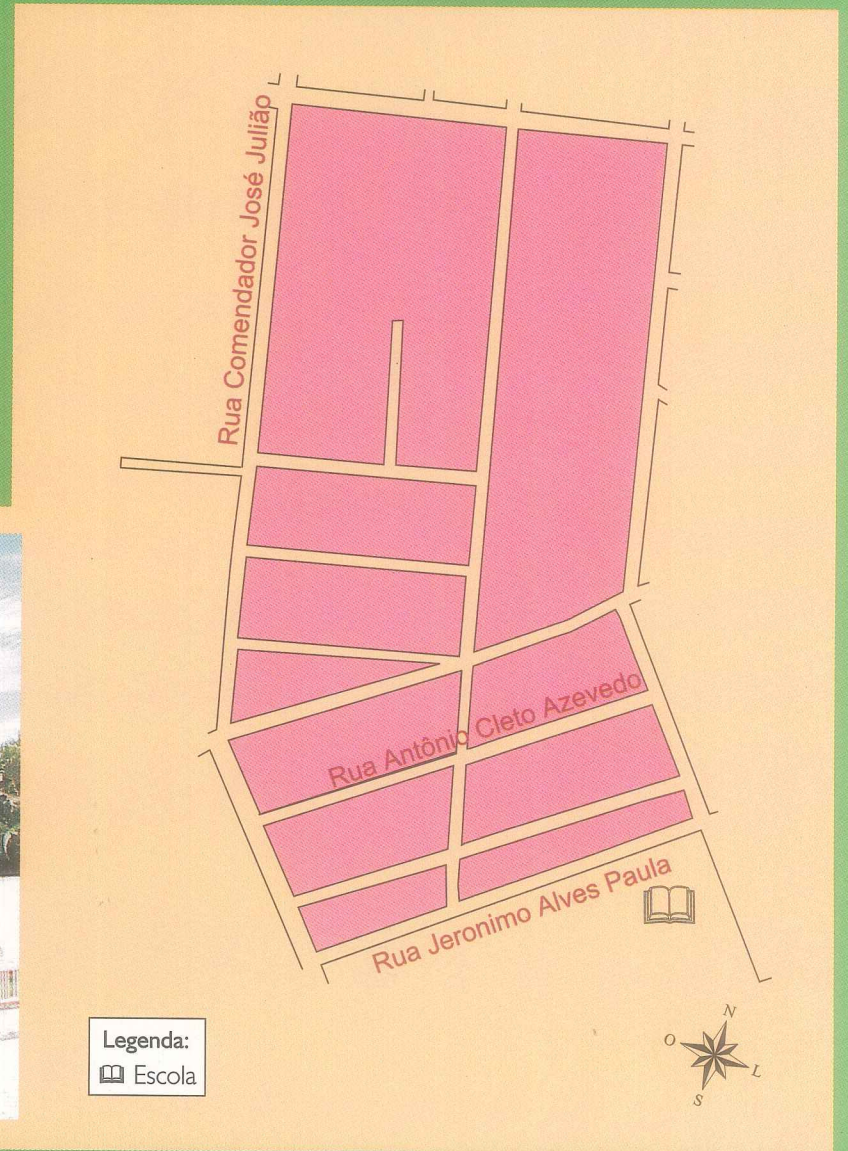 Rua Comendador José Julião
Rua Antônio Cleto Azevedo
Rua Jeronimo Alves Paula
Legenda:
Escola
N
O
L
S